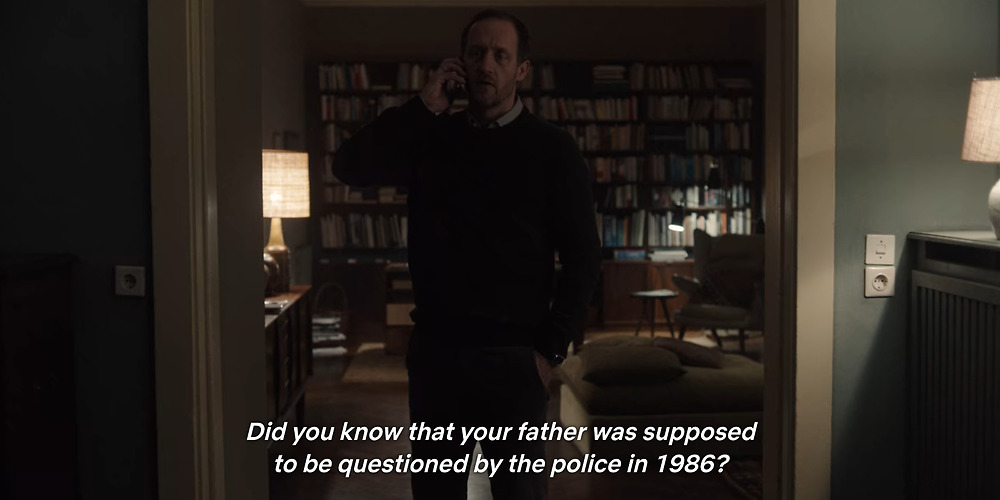 Did you know that your father was supposed
to be questioned by the police in 1986?